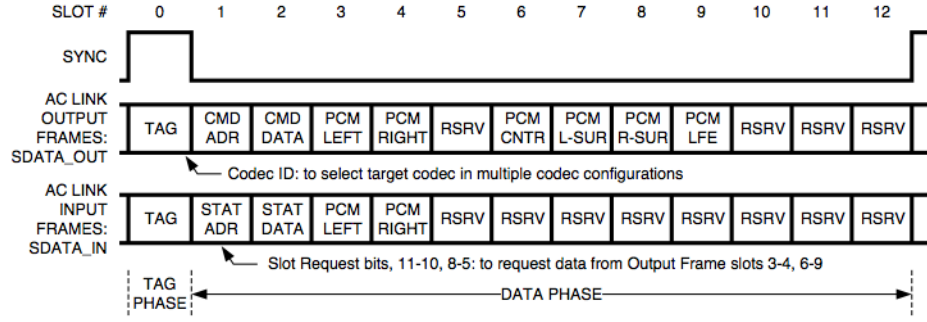 SLOT # 0 1 2 3 4 5 6 7 8 9 10 11 12
SYNC
AC LINK
OUTPUT
FRAMES:
SDATA_OUT
TAG
CMD ADR
CMD DATA
PCM LEFT
PCM RIGHT
RSRV
PCM CNTR
PCM L-SUR
PCM R-SUR
PCM LFE
RSRV
RSRV
RSRV
Codec ID: to select target codec in multiple codec configurations
AC LINK
INPUT
FRAMES:
SDATA_IN
TAG
STAT ADR
STAT DATA
PCM LEFT
PCM RIGHT
RSRV
RSRV
RSRV
RSRV
RSRV
RSRV
RSRV
RSRV
Slot Request bits, 11-10, 8-5: to request data from Output Frame slots 3-4, 6-9
TAG
PHASE
DATA PHASE